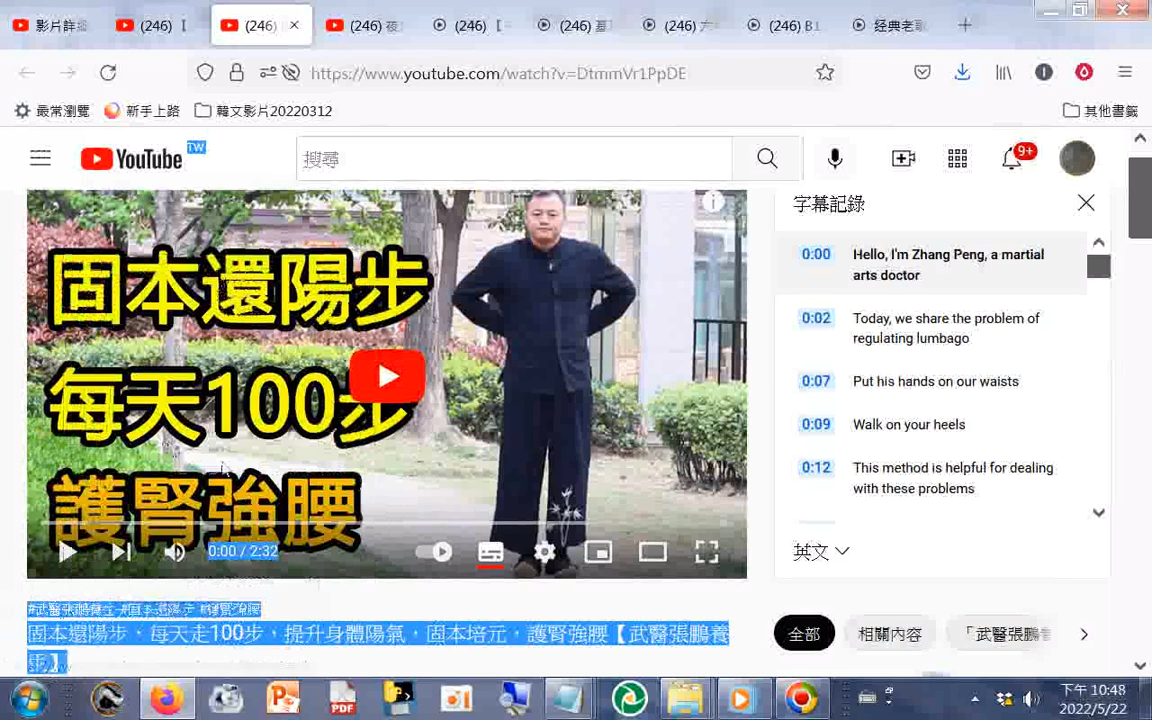 影片詳細
(246)
(246)
(246)
(246)
(246)
(246)
(246) B1
经典老歌
https://www.youtube.com/watch?v=DtmmVr1PpDE
最常瀏覽
新手上路
韓文影片20220312
其他書籤
YouTube
TW
搜尋
9+
固本還陽步
每天100步
護腎強腰
0:00 / 2:32
字幕記錄
0:00
Hello, I'm Zhang Peng, a martial
arts doctor
0:02
Today, we share the problem of
regulating lumbago
0:07
Put his hands on our waists
0:09
Walk on your heels
0:12
This method is helpful for dealing
with these problems
英文
固本還陽步，每天走100步，提升身體陽氣，固本培元，護腎強腰【武醫張鵬養
全部
相關內容
「武醫張鵬養
下午 10:48
2022/5/22